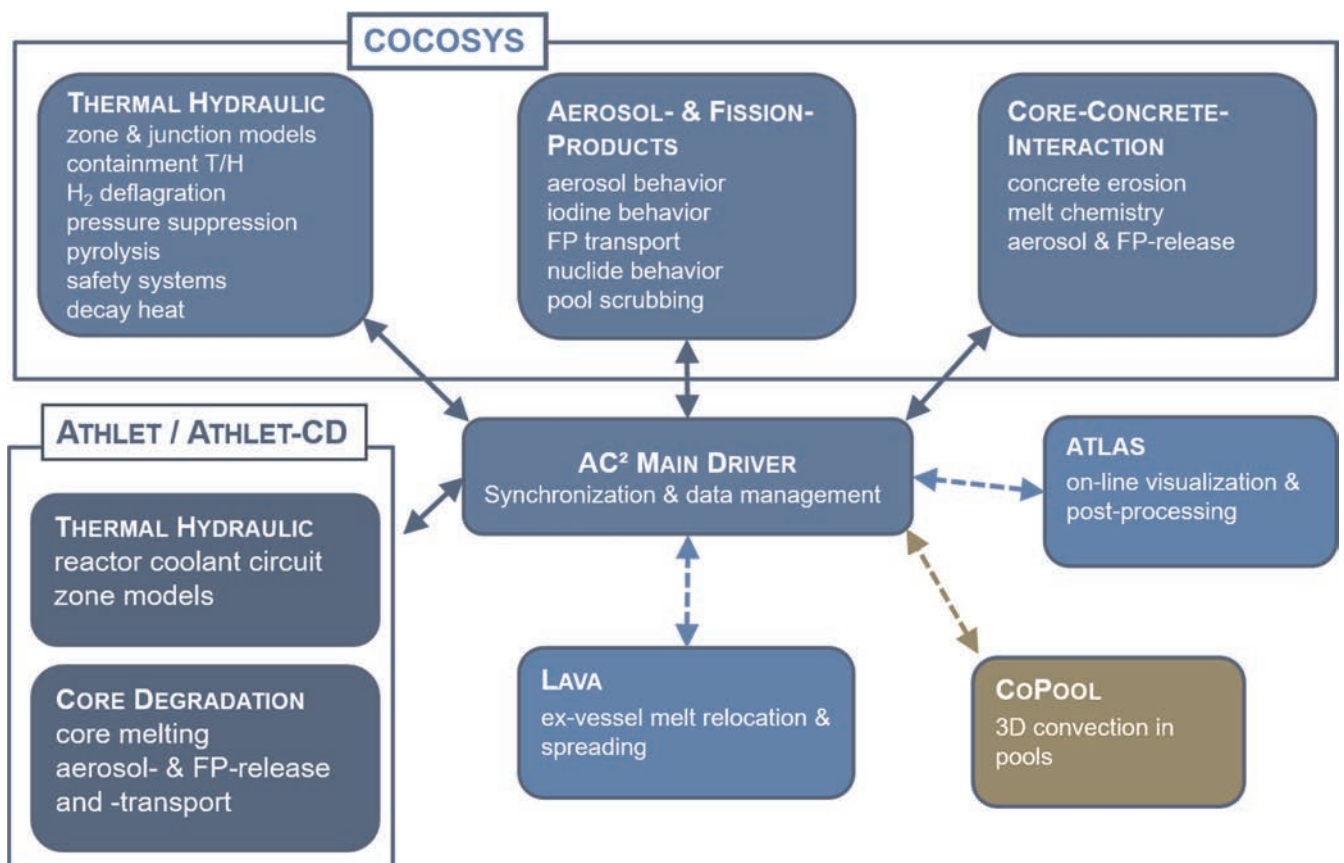 COCOSYS
THERMAL HYDRAULIC
zone & junction models
containment T/H
H₂ deflagration
pressure suppression
pyrolysis
safety systems
decay heat
AEROSOL- & FISSION-
PRODUCTS
aerosol behavior
iodine behavior
FP transport
nuclide behavior
pool scrubbing
CORE-CONCRETE-
INTERACTION
concrete erosion
melt chemistry
aerosol & FP-release
ATHLET / ATHLET-CD
THERMAL HYDRAULIC
reactor coolant circuit
zone models
CORE DEGRADATION
core melting
aerosol- & FP-release
and -transport
AC² MAIN DRIVER
Synchronization & data management
ATLAS
on-line visualization &
post-processing
LAVA
ex-vessel melt relocation &
spreading
COPOOL
3D convection in
pools